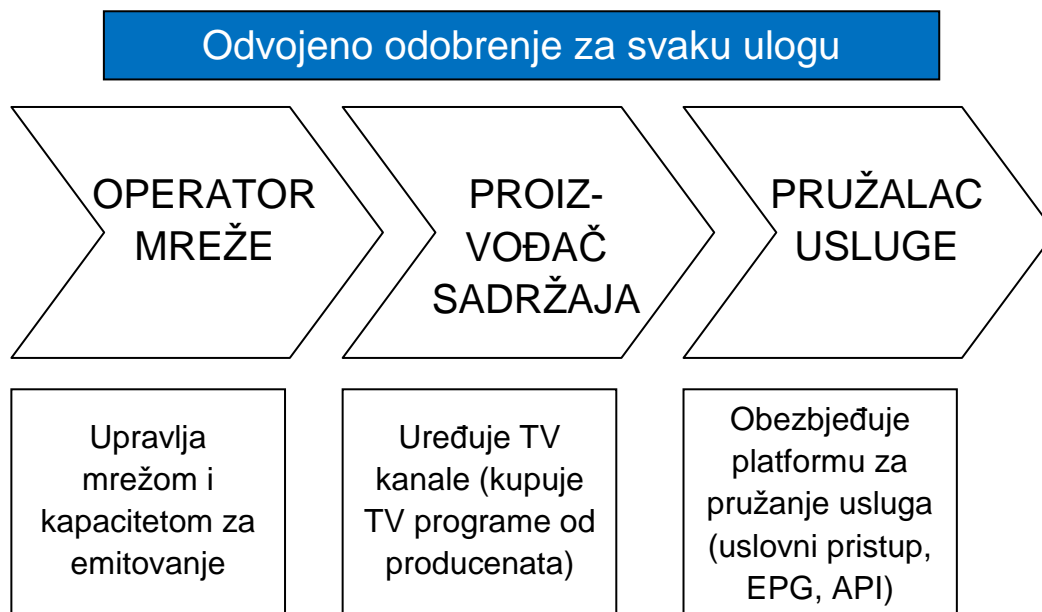 Odvojeno odobrenje za svaku ulogu
OPERATOR
MREŽE
PROIZ-
VOĐAČ
SADRŽAJA
PRUŽALAC
USLUGE
Upravlja
mrežom i
kapacitetom za
emitovanje
Uređuje TV
kanale (kupuje
TV programe od
producenata)
Obezbjeđuje
platformu za
pružanje usluga
(uslovni pristup,
EPG, API)